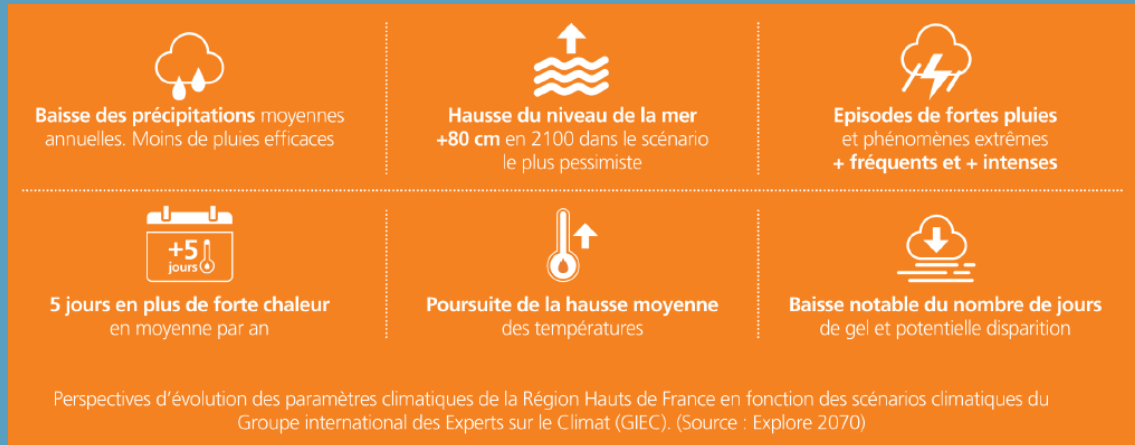 Baisse des précipitations moyennes
annuelles. Moins de pluies efficaces
Hausse du niveau de la mer
+80 cm en 2100 dans le scénario
le plus pessimiste
Episodes de fortes pluies
et phénomènes extrêmes
+ fréquents et + intenses
+5
jours
5 jours en plus de forte chaleur
en moyenne par an
Poursuite de la hausse moyenne
des températures
Baisse notable du nombre de jours
de gel et potentielle disparition
Perspectives d'évolution des paramètres climatiques de la Région Hauts de France en fonction des scénarios climatiques du
Groupe international des Experts sur le Climat (GIEC). (Source : Explore 2070)